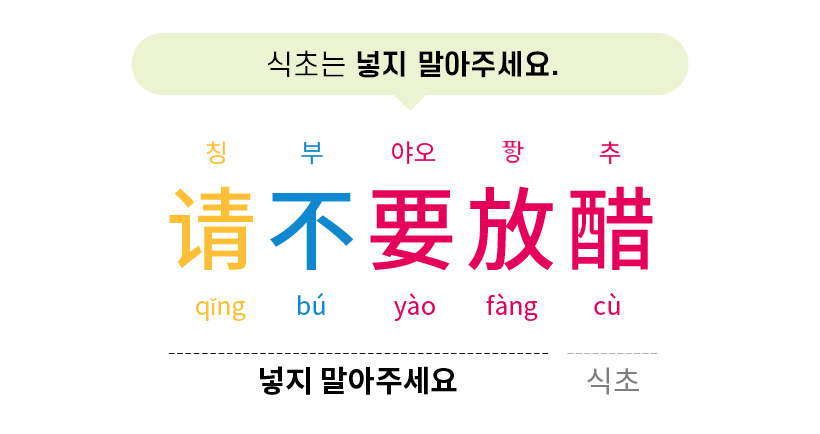 식초는 넣지 말아주세요.
칭 부 야오 퐝 추
请不要放醋
qǐng bú yào fàng cù
넣지 말아주세요 식초